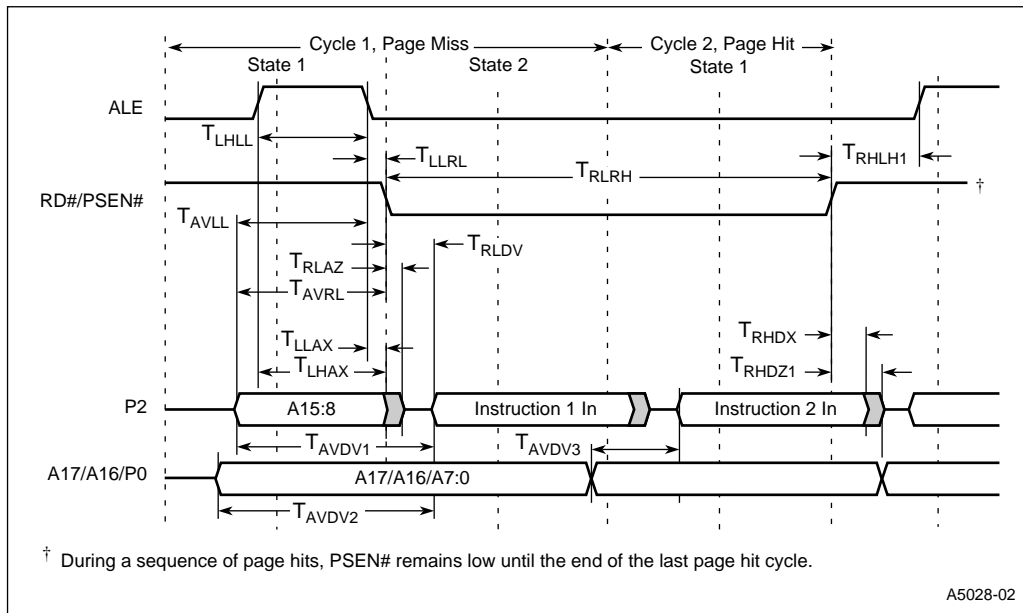 Cycle 1, Page Miss
Cycle 2, Page Hit
State 1
State 2
State 1
ALE
TLHLL
TLLRL
TRLRH
TRHLH1
RD#/PSEN#
†
TAVLL
TRLDV
TRLAZ
TAVRL
TLLAX
TRHDX
TLHAX
TRHDZ1
P2
A15:8
Instruction 1 In
Instruction 2 In
TAVDV1
TAVDV3
A17/A16/P0
A17/A16/A7:0
TAVDV2
† During a sequence of page hits, PSEN# remains low until the end of the last page hit cycle.
A5028-02